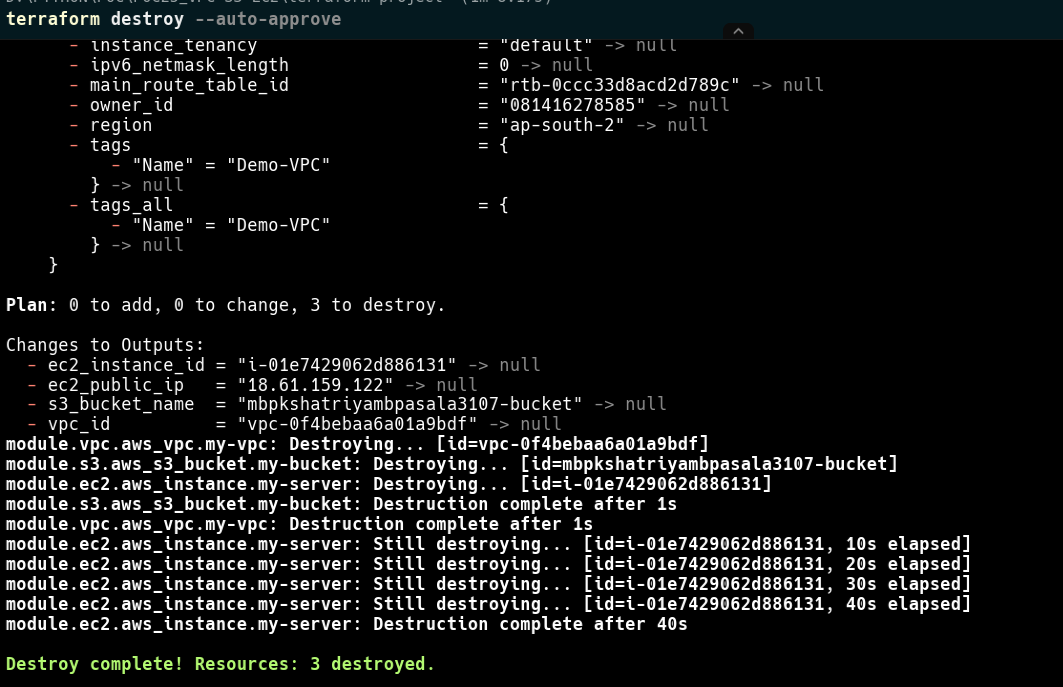 terraform destroy --auto-approve
- instance_tenancy = "default" -> null
- ipv6_netmask_length = 0 -> null
- main_route_table_id = "rtb-0ccc33d8acd2d789c" -> null
- owner_id = "081416278585" -> null
- region = "ap-south-2" -> null
- tags = {
- "Name" = "Demo-VPC"
} -> null
- tags_all = {
- "Name" = "Demo-VPC"
} -> null
}
Plan: 0 to add, 0 to change, 3 to destroy.
Changes to Outputs:
- ec2_instance_id = "i-01e7429062d886131" -> null
- ec2_public_ip = "18.61.159.122" -> null
- s3_bucket_name = "mbpkshatriyambpasala3107-bucket" -> null
- vpc_id = "vpc-0f4bebaa6a01a9bdf" -> null
module.vpc.aws_vpc.my-vpc: Destroying... [id=vpc-0f4bebaa6a01a9bdf]
module.s3.aws_s3_bucket.my-bucket: Destroying... [id=mbpkshatriyambpasala3107-bucket]
module.ec2.aws_instance.my-server: Destroying... [id=i-01e7429062d886131]
module.s3.aws_s3_bucket.my-bucket: Destruction complete after 1s
module.vpc.aws_vpc.my-vpc: Destruction complete after 1s
module.ec2.aws_instance.my-server: Still destroying... [id=i-01e7429062d886131, 10s elapsed]
module.ec2.aws_instance.my-server: Still destroying... [id=i-01e7429062d886131, 20s elapsed]
module.ec2.aws_instance.my-server: Still destroying... [id=i-01e7429062d886131, 30s elapsed]
module.ec2.aws_instance.my-server: Still destroying... [id=i-01e7429062d886131, 40s elapsed]
module.ec2.aws_instance.my-server: Destruction complete after 40s
Destroy complete! Resources: 3 destroyed.